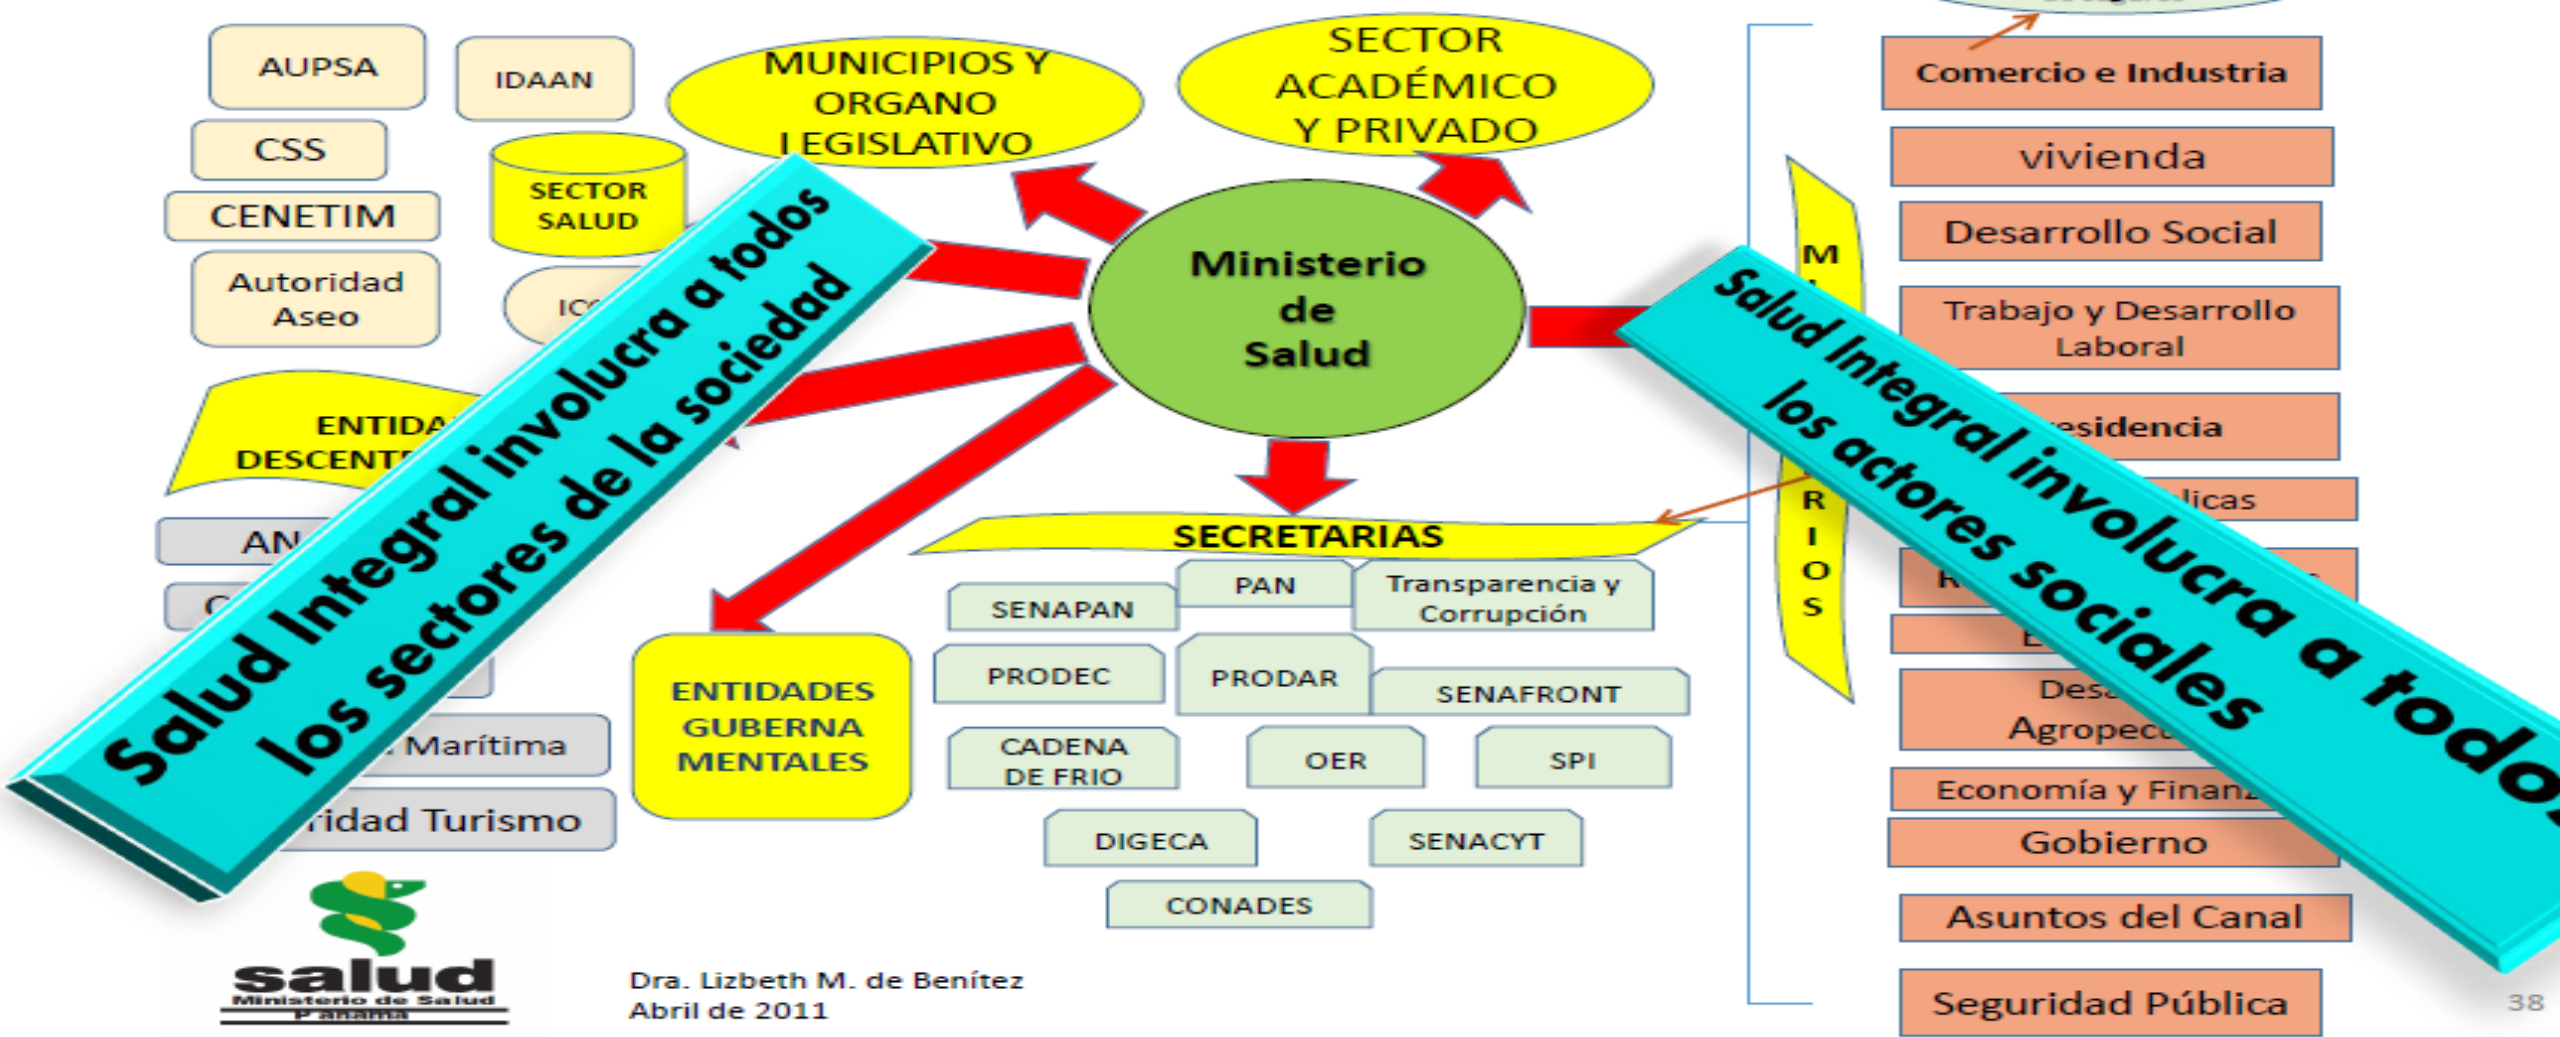 AUPSA
IDAAN
CSS
CENETIM
Autoridad
Aseo
SECTOR
SALUD
MUNICIPIOS Y
ORGANO
LEGISLATIVO
SECTOR
ACADÉMICO
Y PRIVADO
Ministerio
de
Salud
Salud Integral involucra a todos
los sectores de la sociedad
Marítima
Turismo
ENTIDADES
GUBERNA
MENTALES
SECRETARIAS
SENAPAN
PAN
Transparencia y
Corrupción
PRODEC
PRODAR
SENAFRONT
CADENA
DE FRIO
OER
SPI
DIGECA
SENACYT
CONADES
Comercio e Industria
vivienda
Desarrollo Social
Trabajo y Desarrollo
Laboral
Economía y
Gobierno
Asuntos del Canal
Seguridad Pública
Salud Integral involucra a
los actores sociales
salud
Ministerio de Salud
Panamá
Dra. Lizbeth M. de Benítez
Abril de 2011
38